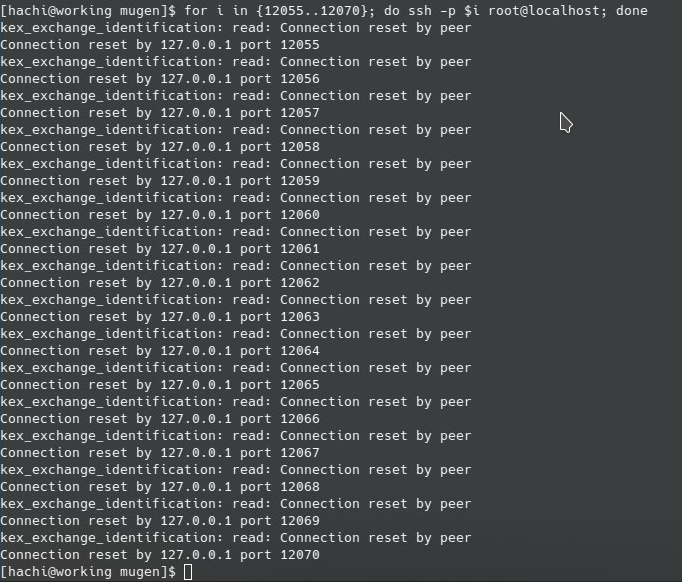 [hachi@working mugen]$ for i in {12055..12070}; do ssh -p $i root@localhost; done
kex_exchange_identification: read: Connection reset by peer
Connection reset by 127.0.0.1 port 12055
kex_exchange_identification: read: Connection reset by peer
Connection reset by 127.0.0.1 port 12056
kex_exchange_identification: read: Connection reset by peer
Connection reset by 127.0.0.1 port 12057
kex_exchange_identification: read: Connection reset by peer
Connection reset by 127.0.0.1 port 12058
kex_exchange_identification: read: Connection reset by peer
Connection reset by 127.0.0.1 port 12059
kex_exchange_identification: read: Connection reset by peer
Connection reset by 127.0.0.1 port 12060
kex_exchange_identification: read: Connection reset by peer
Connection reset by 127.0.0.1 port 12061
kex_exchange_identification: read: Connection reset by peer
Connection reset by 127.0.0.1 port 12062
kex_exchange_identification: read: Connection reset by peer
Connection reset by 127.0.0.1 port 12063
kex_exchange_identification: read: Connection reset by peer
Connection reset by 127.0.0.1 port 12064
kex_exchange_identification: read: Connection reset by peer
Connection reset by 127.0.0.1 port 12065
kex_exchange_identification: read: Connection reset by peer
Connection reset by 127.0.0.1 port 12066
kex_exchange_identification: read: Connection reset by peer
Connection reset by 127.0.0.1 port 12067
kex_exchange_identification: read: Connection reset by peer
Connection reset by 127.0.0.1 port 12068
kex_exchange_identification: read: Connection reset by peer
Connection reset by 127.0.0.1 port 12069
kex_exchange_identification: read: Connection reset by peer
Connection reset by 127.0.0.1 port 12070
[hachi@working mugen]$